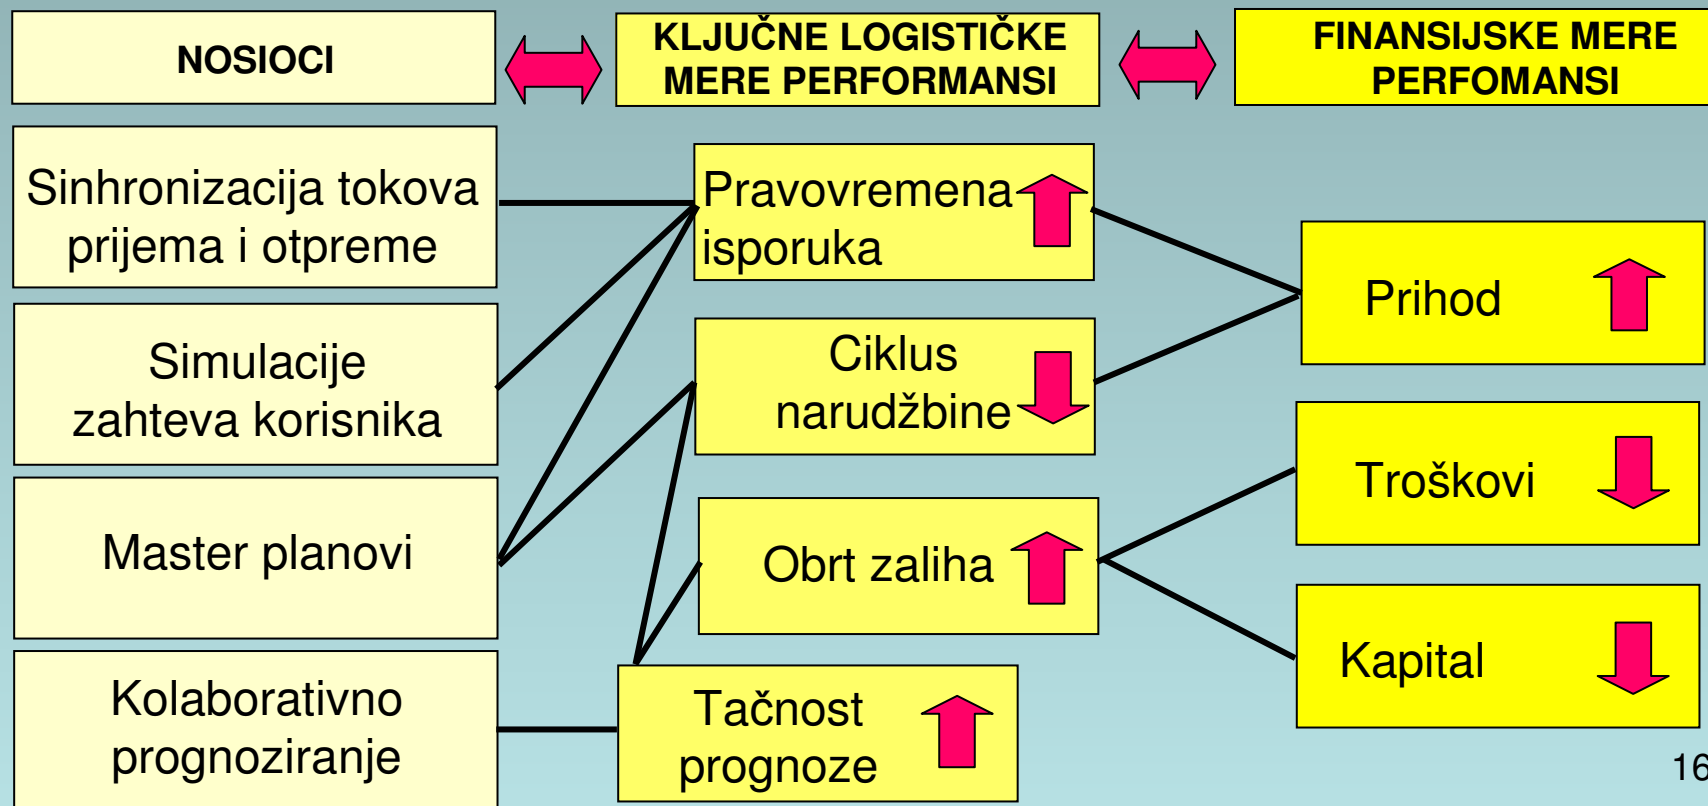 NOSIOCI
KLJUČNE LOGISTIČKE
MERE PERFORMANSI
FINANSIJSKE MERE
PERFOMANSI
Sinhronizacija tokova
prijema i otpreme
Simulacije
zahteva korisnika
Master planovi
Kolaborativno
prognoziranje
Pravovremena
isporuka
Ciklus
narudžbine
Obrt zaliha
Tačnost
prognoze
Prihod
Troškovi
Kapital
16